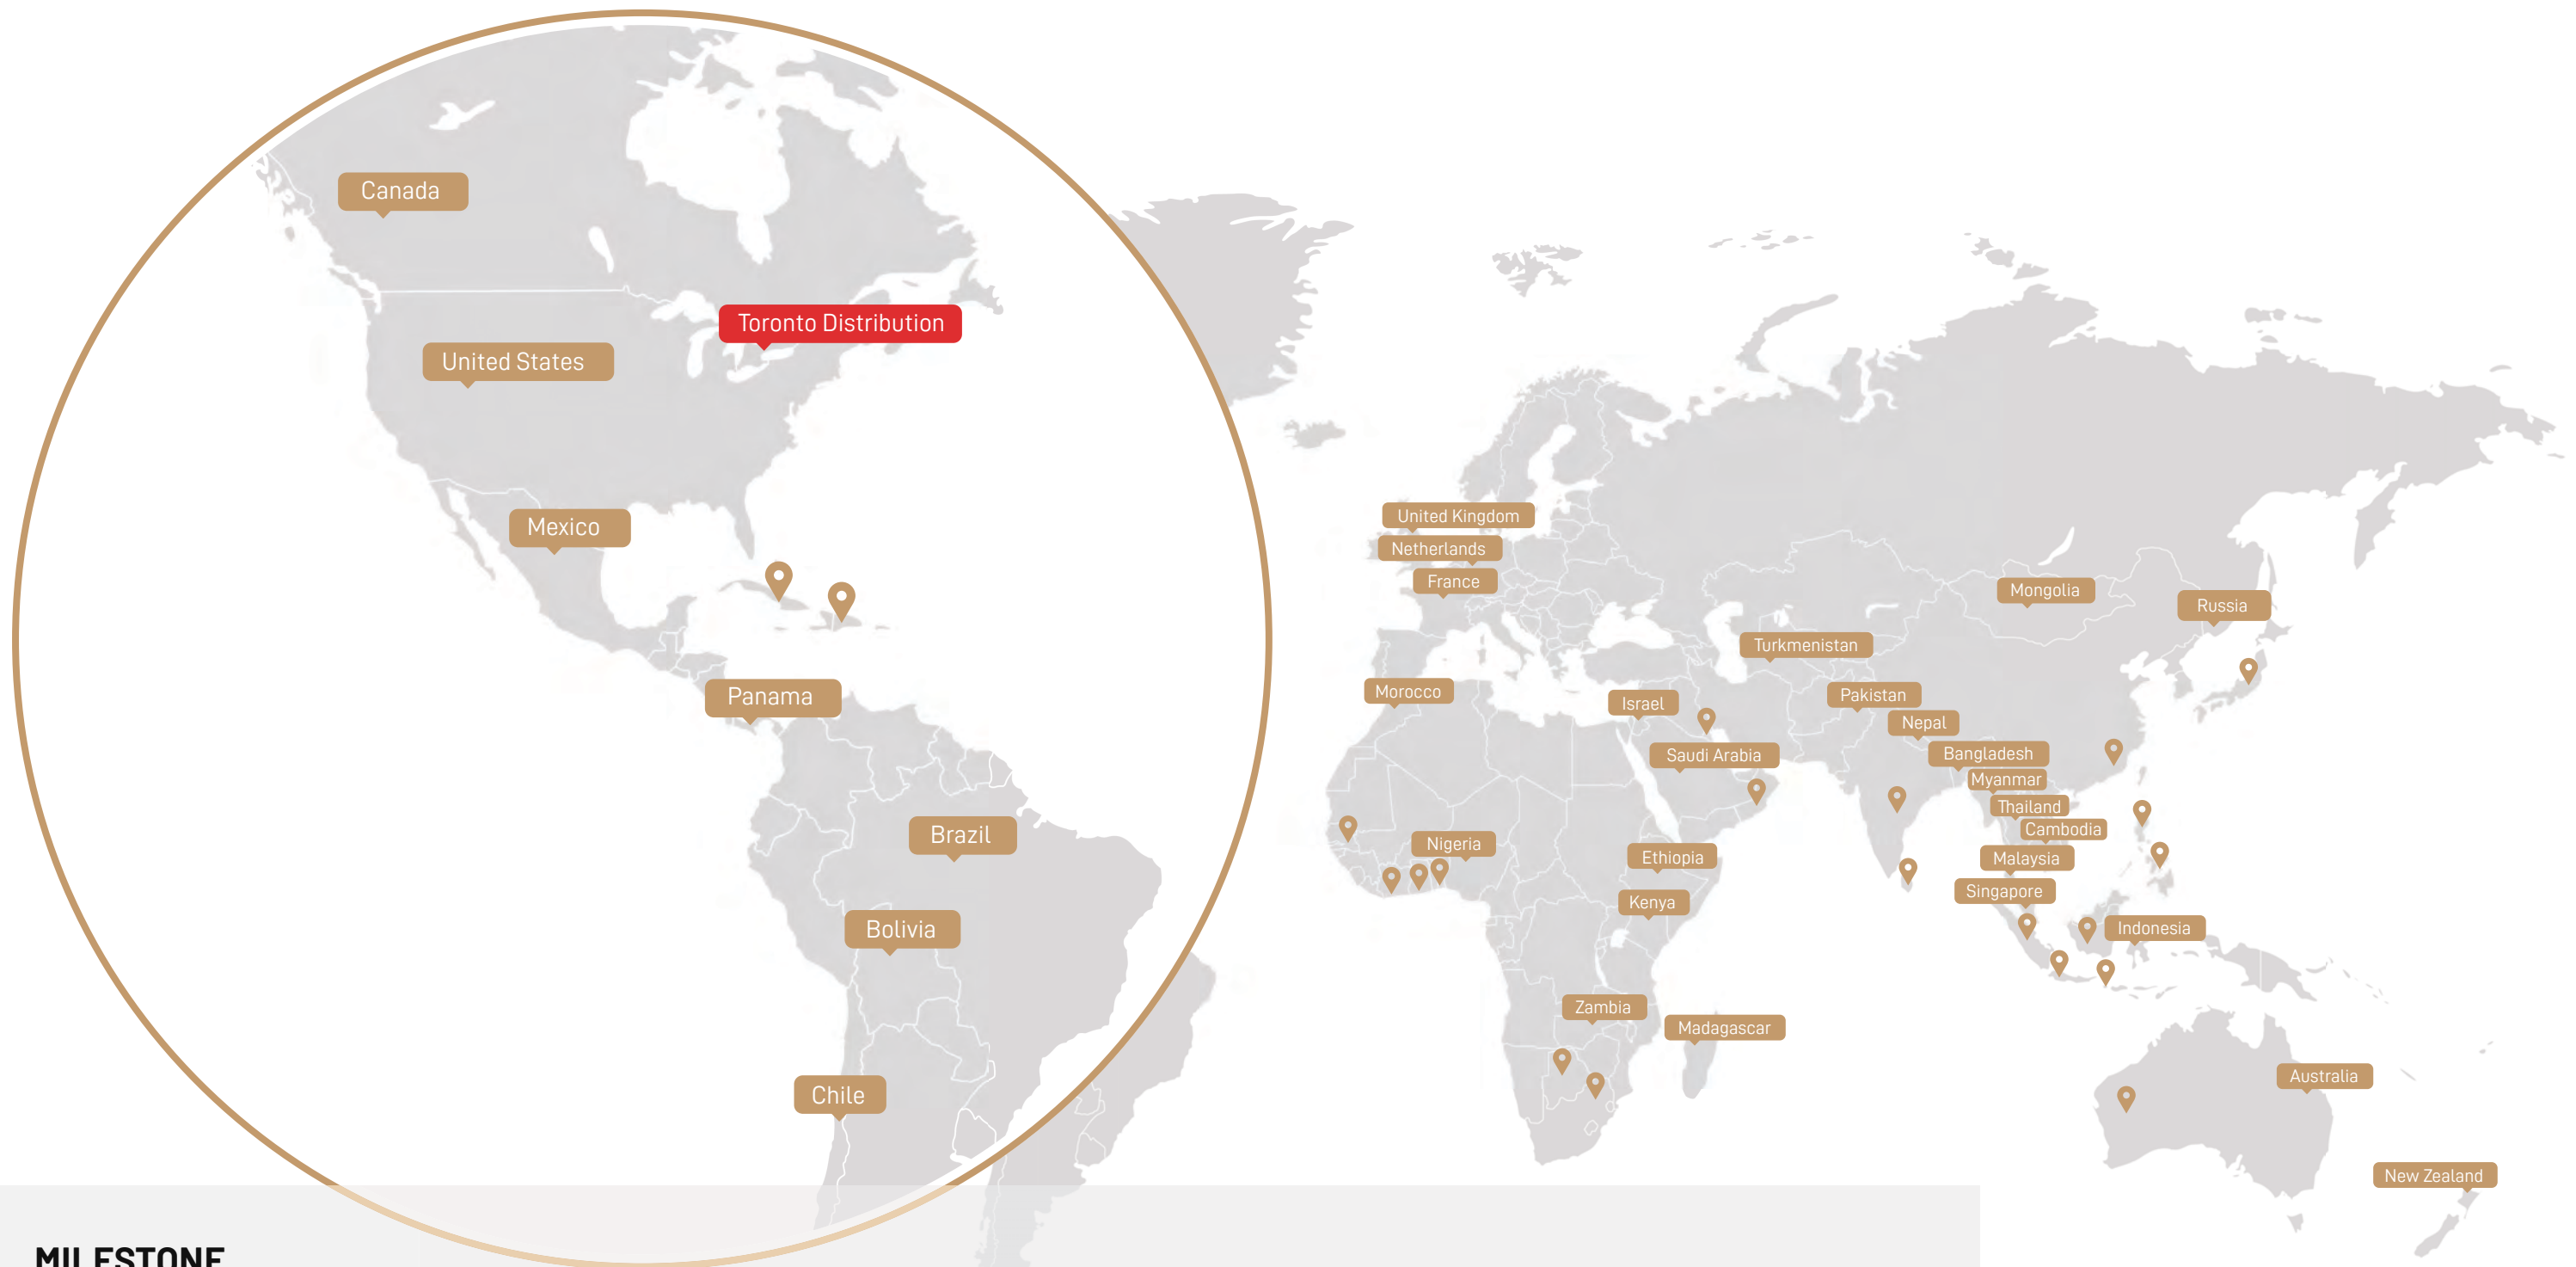 Canada
Toronto Distribution
United States
Mexico
Panama
Brazil
Bolivia
Chile
United Kingdom
Netherlands
France
Mongolia
Russia
Turkmenistan
Morocco
Israel
Pakistan
Nepal
Saudi Arabia
Bangladesh
Myanmar
Thailand
Cambodia
Nigeria
Ethiopia
Malaysia
Singapore
Kenya
Indonesia
Zambia
Madagascar
Australia
New Zealand
MILESTONE